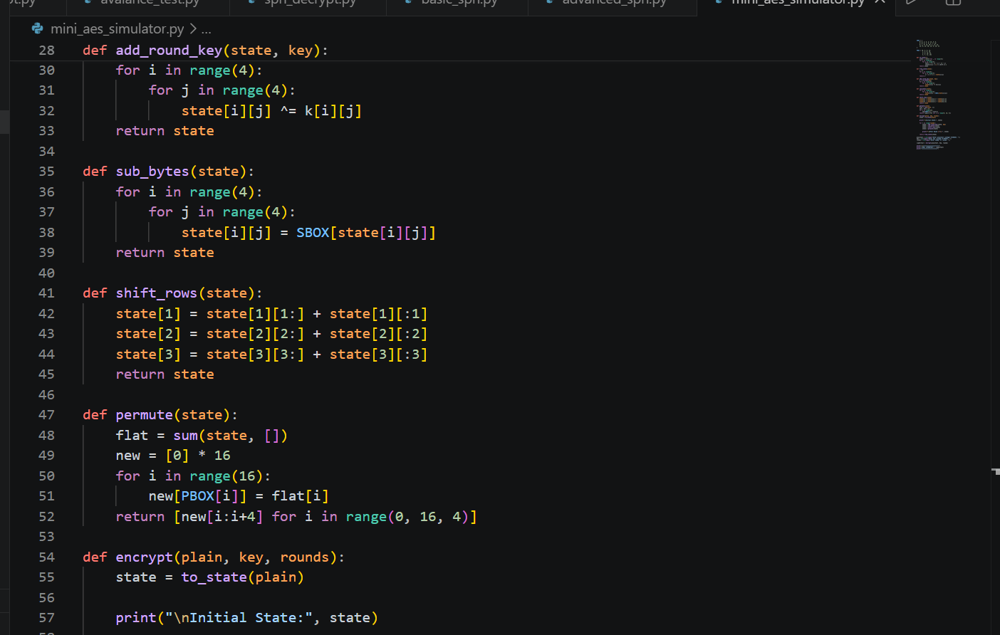 avalance_test.py spn_decrypt.py basic_spn.py advanced_spn.py mini_aes_simulator.py
mini_aes_simulator.py > ...
28 def add_round_key(state, key):
30     for i in range(4):
31         for j in range(4):
32             state[i][j] ^= k[i][j]
33     return state
34
35 def sub_bytes(state):
36     for i in range(4):
37         for j in range(4):
38             state[i][j] = SBOX[state[i][j]]
39     return state
40
41 def shift_rows(state):
42     state[1] = state[1][1:] + state[1][:1]
43     state[2] = state[2][2:] + state[2][:2]
44     state[3] = state[3][3:] + state[3][:3]
45     return state
46
47 def permute(state):
48     flat = sum(state, [])
49     new = [0] * 16
50     for i in range(16):
51         new[PBOX[i]] = flat[i]
52     return [new[i:i+4] for i in range(0, 16, 4)]
53
54 def encrypt(plain, key, rounds):
55     state = to_state(plain)
56
57     print("\nInitial State:", state)